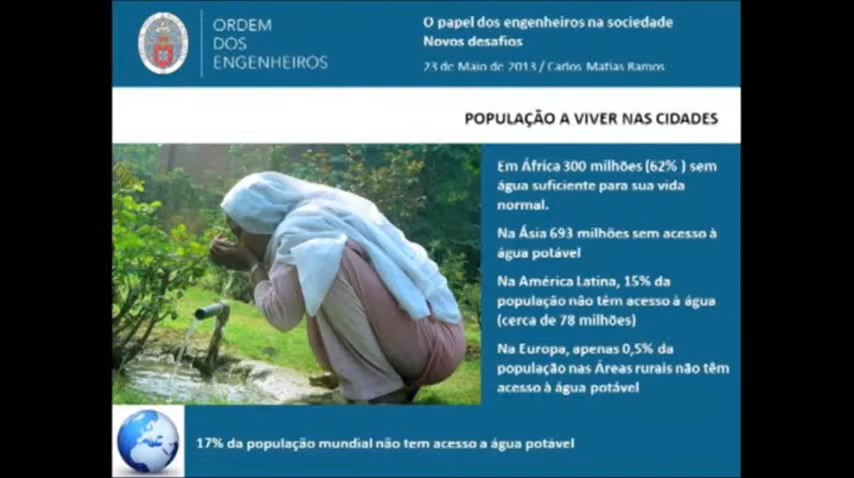 ORDEM
DOS
ENGENHEIROS
O papel dos engenheiros na sociedade
Novos desafios
23 de Maio de 2013 / Carlos Matias Ramos
POPULAÇÃO A VIVER NAS CIDADES
Em África 300 milhões (62% ) sem
água suficiente para sua vida
normal.
Na Ásia 693 milhões sem acesso à
água potável
Na América Latina, 15% da
população não têm acesso à água
(cerca de 78 milhões)
Na Europa, apenas 0,5% da
população nas Áreas rurais não têm
acesso à água potável
17% da população mundial não tem acesso a água potável